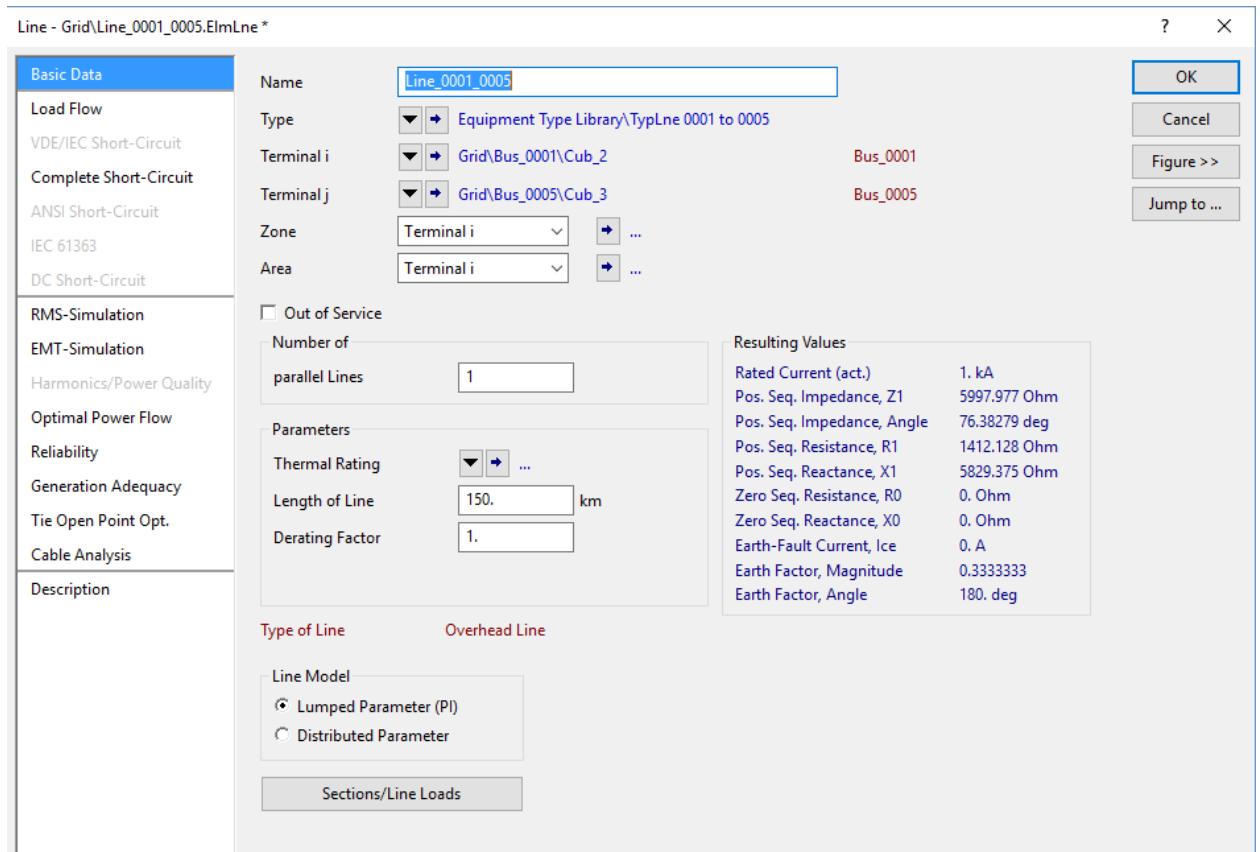 Line - Grid\Line_0001_0005.ElmLne *
?
Basic Data
Load Flow
VDE/IEC Short-Circuit
Complete Short-Circuit
ANSI Short-Circuit
IEC 61363
DC Short-Circuit
RMS-Simulation
EMT-Simulation
Harmonics/Power Quality
Optimal Power Flow
Reliability
Generation Adequacy
Tie Open Point Opt.
Cable Analysis
Description
Name Line_0001_0005
Type Equipment Type Library\TypLne 0001 to 0005
Terminal i Grid\Bus_0001\Cub_2 Bus_0001
Terminal j Grid\Bus_0005\Cub_3 Bus_0005
Zone Terminal i ...
Area Terminal i ...
Out of Service
Number of
parallel Lines 1
Parameters
Thermal Rating ...
Length of Line 150. km
Derating Factor 1.
Resulting Values
Rated Current (act.) 1. kA
Pos. Seq. Impedance, Z1 5997.977 Ohm
Pos. Seq. Impedance, Angle 76.38279 deg
Pos. Seq. Resistance, R1 1412.128 Ohm
Pos. Seq. Reactance, X1 5829.375 Ohm
Zero Seq. Resistance, R0 0. Ohm
Zero Seq. Reactance, X0 0. Ohm
Earth-Fault Current, Ice 0. A
Earth Factor, Magnitude 0.3333333
Earth Factor, Angle 180. deg
Type of Line Overhead Line
Line Model
Lumped Parameter (PI)
Distributed Parameter
Sections/Line Loads
OK
Cancel
Figure >>
Jump to ...